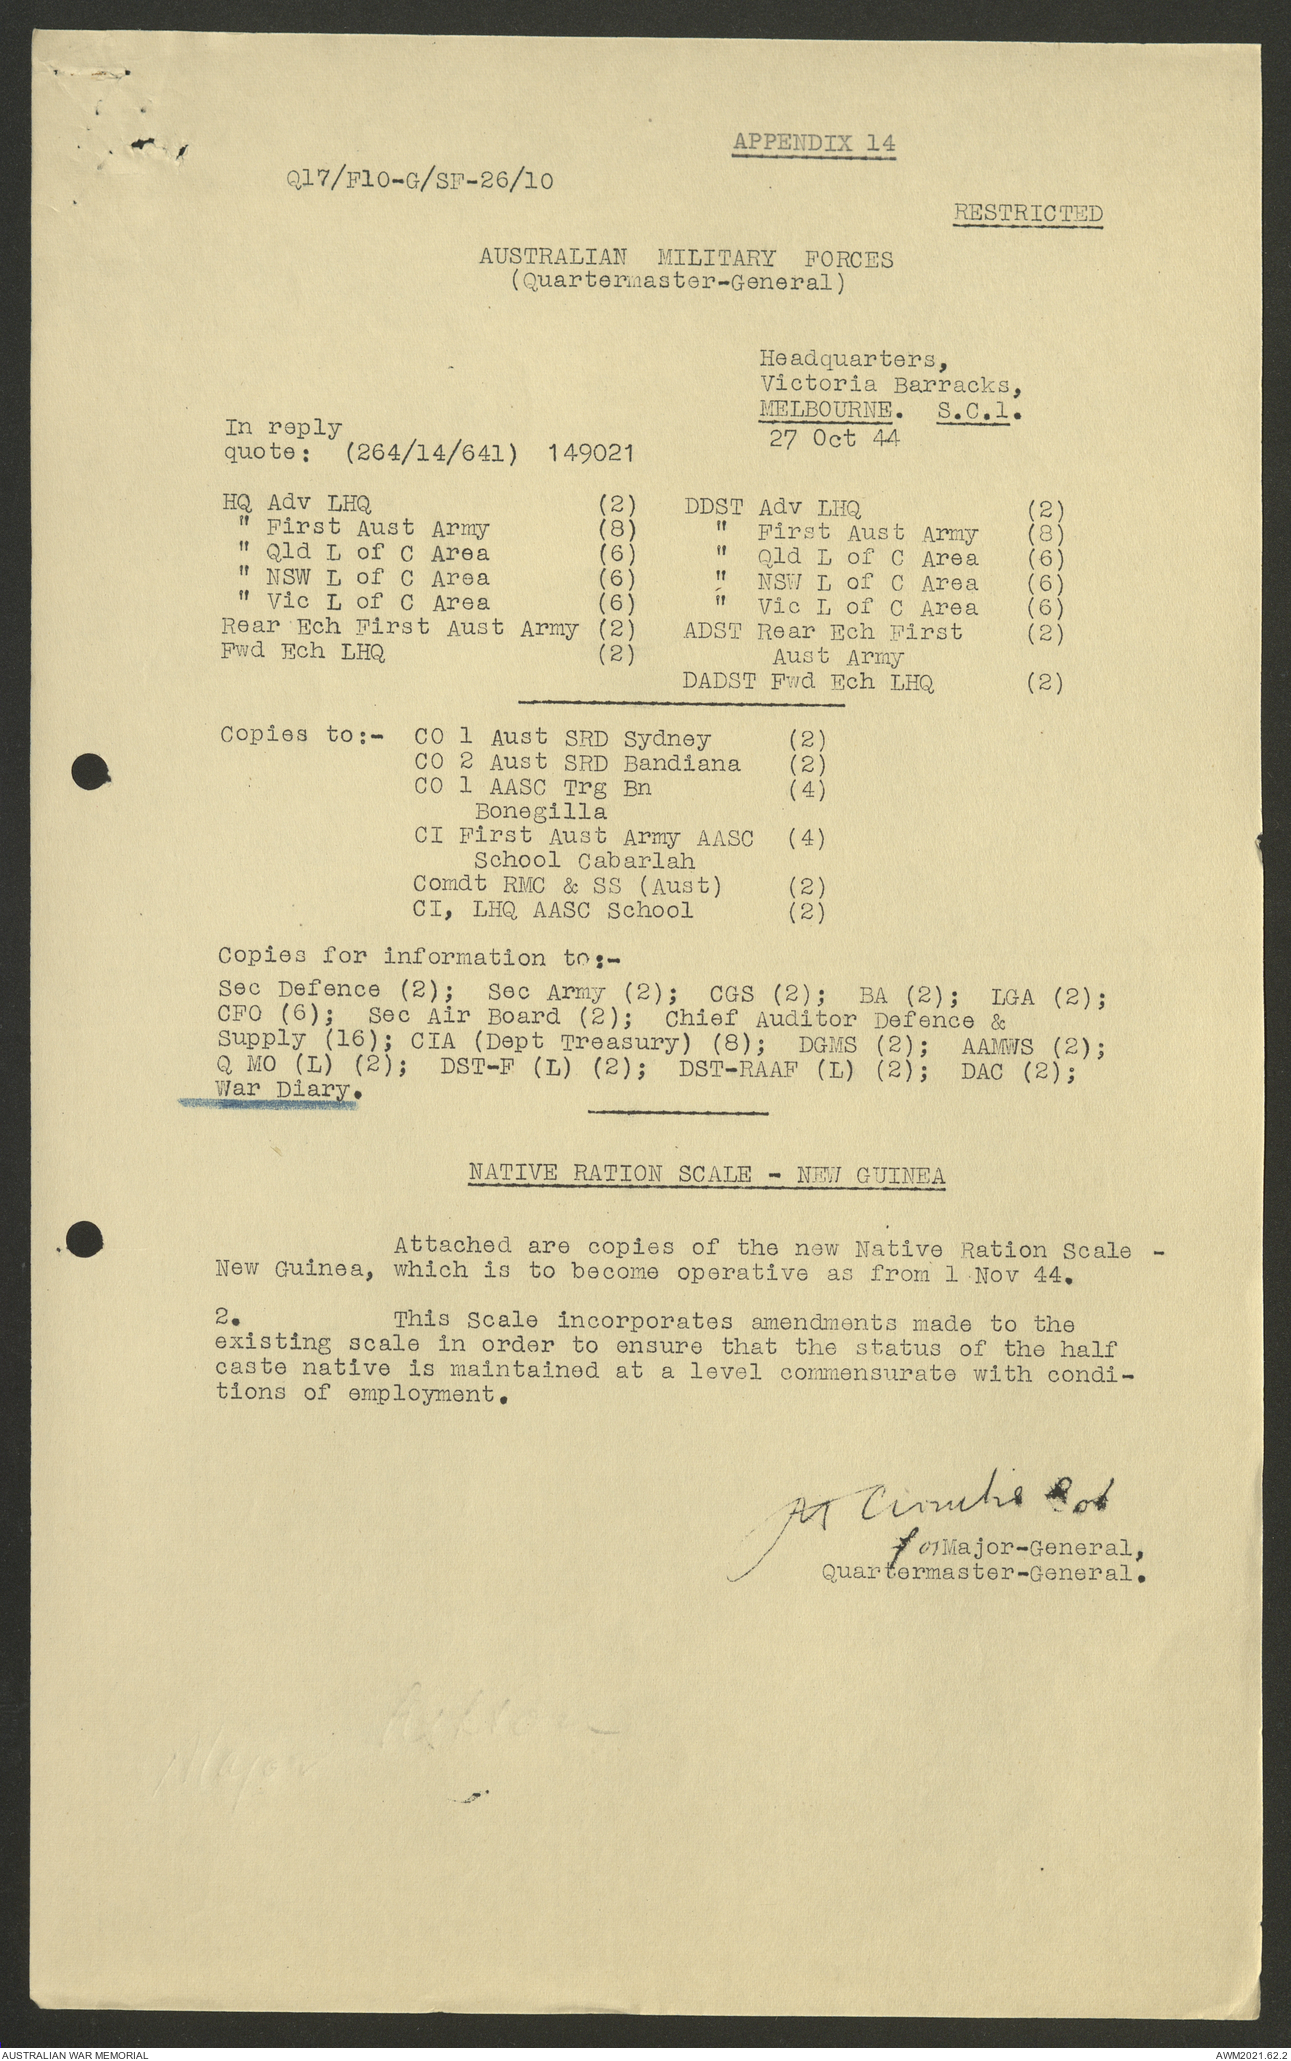 APPENDIX 14
Q17/F10-G/SF-26/10
RESTRICTED
AUSTRALIAN MILITARY FORCES
(Quartermaster-General)
Headquarters,
Victoria Barracks,
MELBOURNE. S.C.1.
27 Oct 44
In reply
quote: (264/14/641) 149021
HQ Adv LHQ (2) DDST Adv LHQ (2)
" First Aust Army (8) " First Aust Army (8)
" Qld L of C Area (6) " Qld L of C Area (6)
" NSW L of C Area (6) " NSW L of C Area (6)
" Vic L of C Area (6) " Vic L of C Area (6)
Rear Ech First Aust Army (2) ADST Rear Ech First (2)
Fwd Ech LHQ (2) Aust Army
DADST Fwd Ech LHQ (2)
Copies to:- CO 1 Aust SRD Sydney (2)
CO 2 Aust SRD Bandiana (2)
CO 1 AASC Trg Bn (4)
Bonegilla
CI First Aust Army AASC (4)
School Cabarlah
Comdt RMC & SS (Aust) (2)
CI, LHQ AASC School (2)
Copies for information to:-
Sec Defence (2); Sec Army (2); CGS (2); BA (2); LGA (2);
CFO (6); Sec Air Board (2); Chief Auditor Defence &
Supply (16); CIA (Dept Treasury) (8); DGMS (2); AAMWS (2);
Q MO (L) (2); DST-F (L) (2); DST-RAAF (L) (2); DAC (2);
War Diary.
NATIVE RATION SCALE - NEW GUINEA
Attached are copies of the new Native Ration Scale -
New Guinea, which is to become operative as from 1 Nov 44.
2. This Scale incorporates amendments made to the
existing scale in order to ensure that the status of the half
caste native is maintained at a level commensurate with condi-
tions of employment.
for Major-General,
Quartermaster-General.
Major
AUSTRALIAN WAR MEMORIAL
AWM2021.62.2